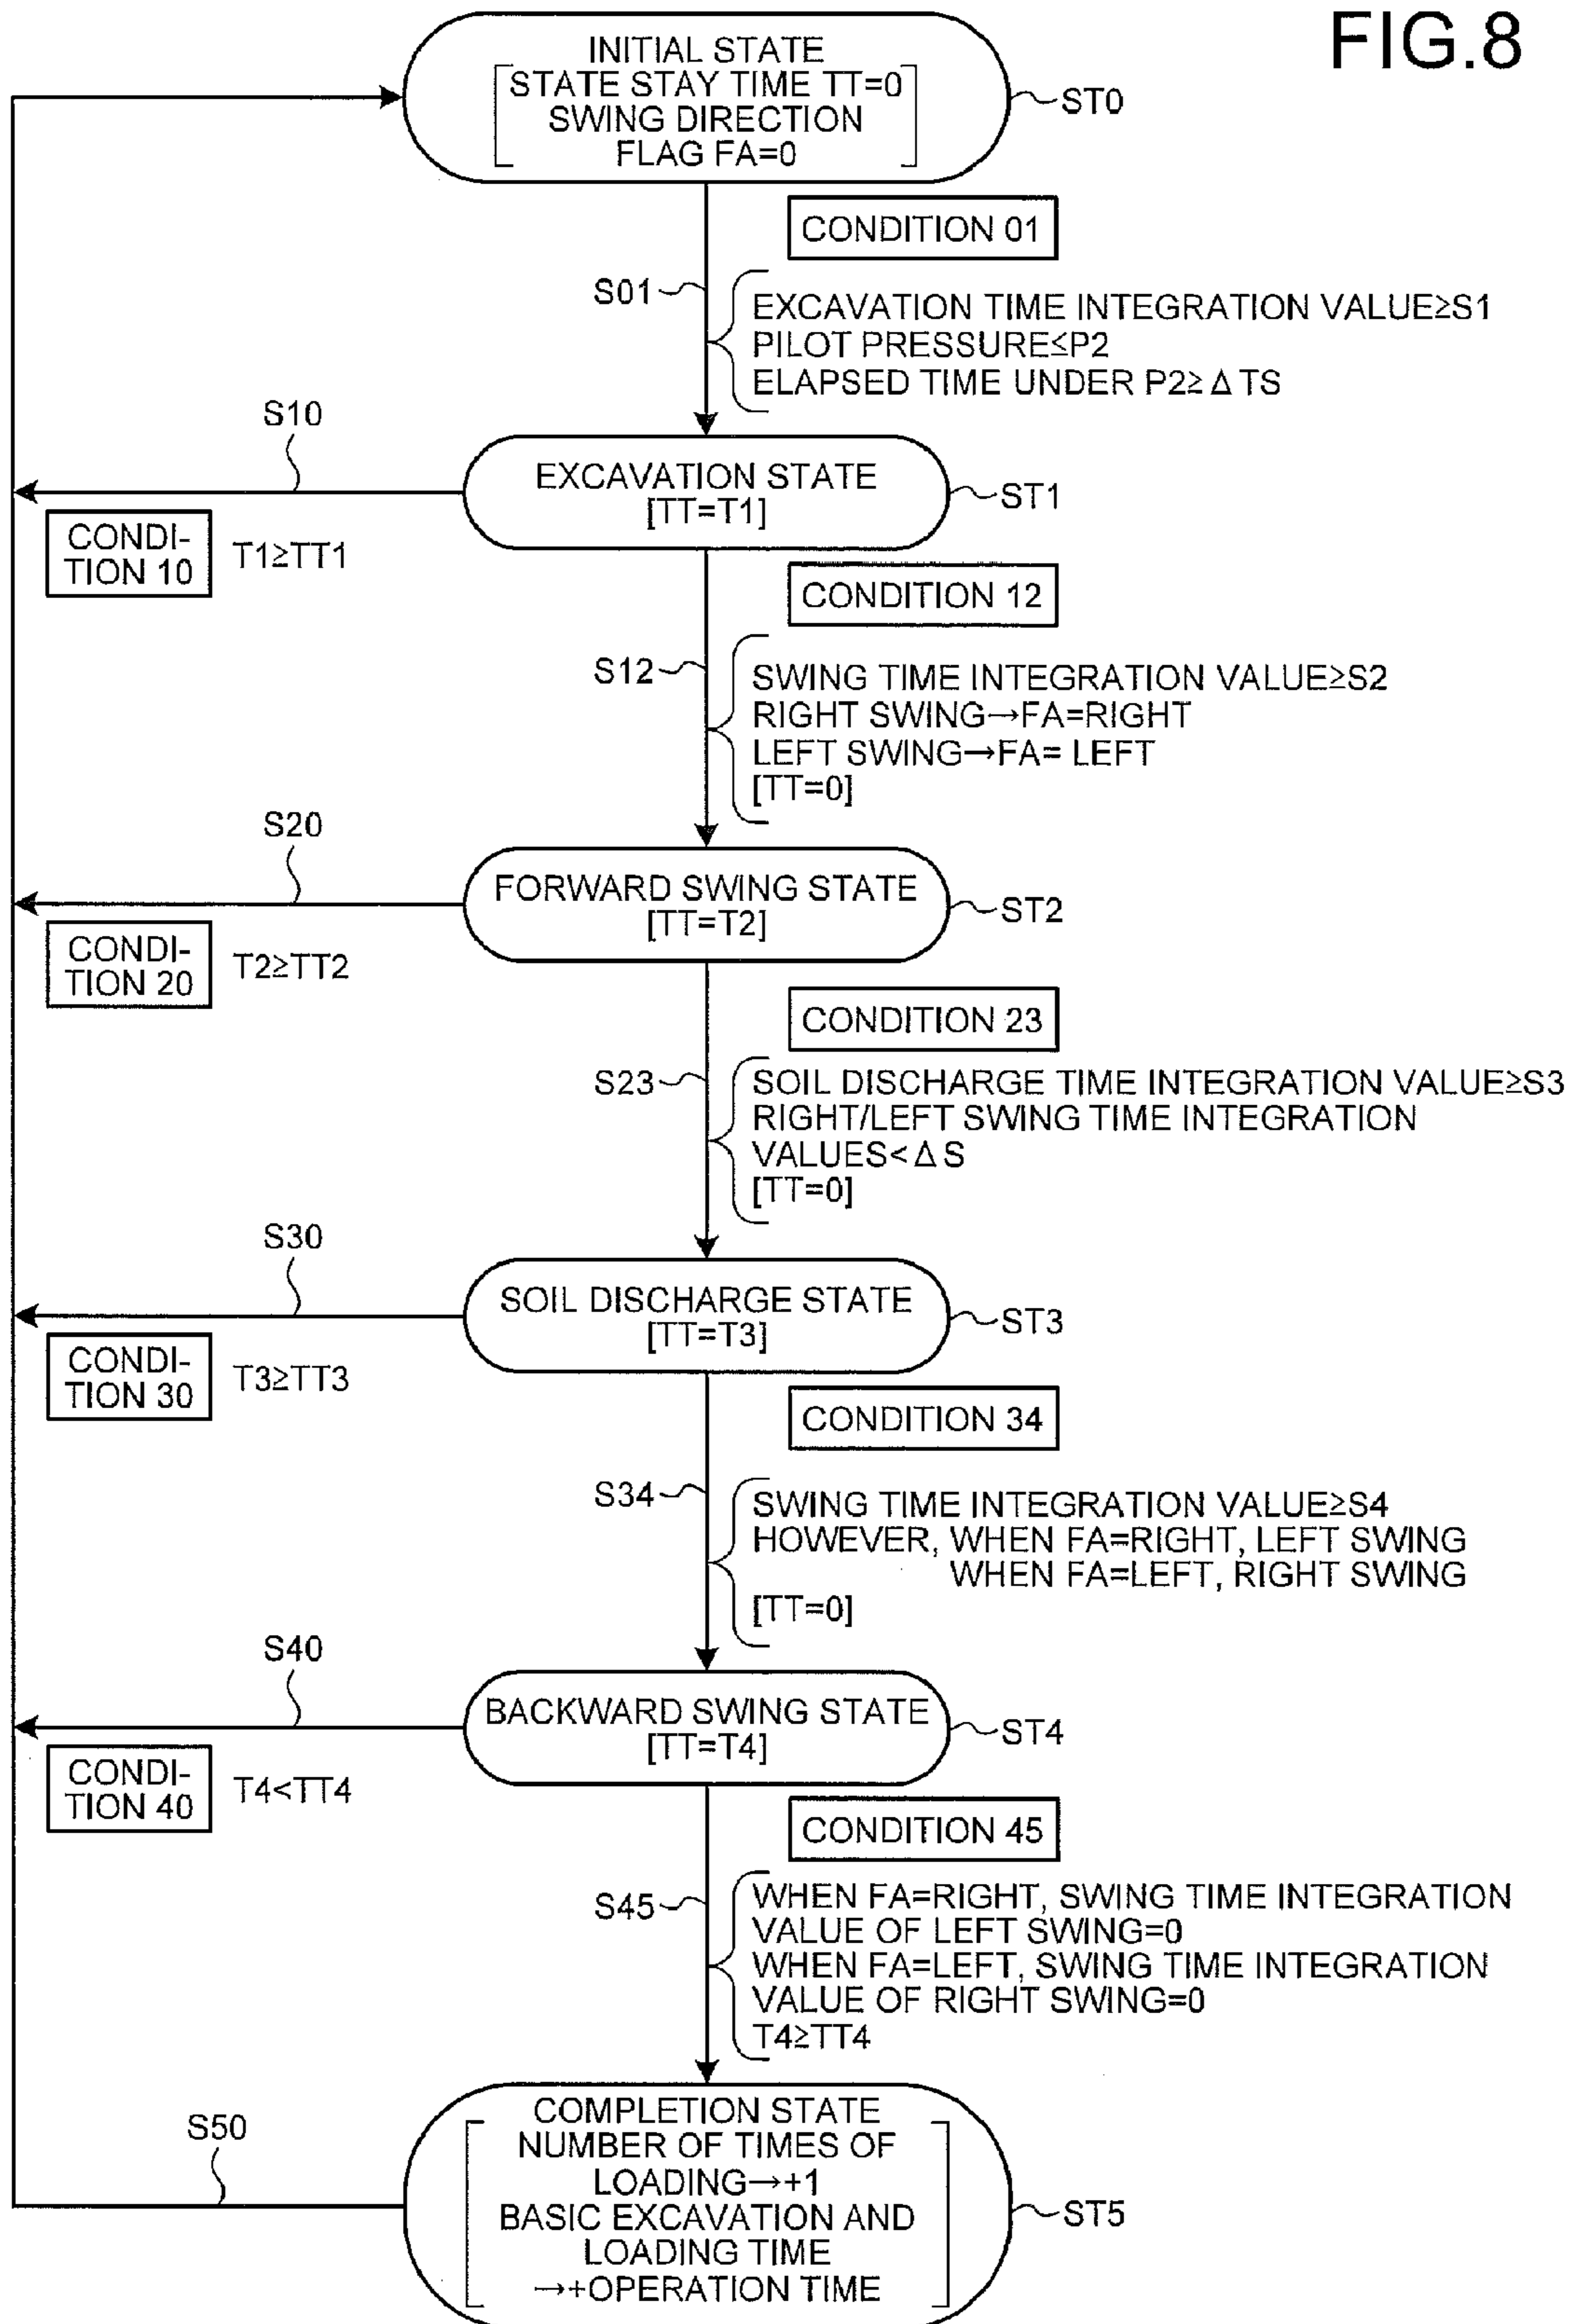 FIG.8
INITIAL STATE
STATE STAY TIME TT=0
SWING DIRECTION
FLAG FA=0
ST0
CONDITION 01
S01
EXCAVATION TIME INTEGRATION VALUE≥S1
PILOT PRESSURE≤P2
ELAPSED TIME UNDER P2≥ΔTS
S10
EXCAVATION STATE
[TT=T1]
ST1
CONDI-
TION 10
T1≥TT1
CONDITION 12
S12
SWING TIME INTEGRATION VALUE≥S2
RIGHT SWING→FA=RIGHT
LEFT SWING→FA= LEFT
[TT=0]
S20
FORWARD SWING STATE
[TT=T2]
ST2
CONDI-
TION 20
T2≥TT2
CONDITION 23
S23
SOIL DISCHARGE TIME INTEGRATION VALUE≥S3
RIGHT/LEFT SWING TIME INTEGRATION
VALUES<ΔS
[TT=0]
S30
SOIL DISCHARGE STATE
[TT=T3]
ST3
CONDI-
TION 30
T3≥TT3
CONDITION 34
S34
SWING TIME INTEGRATION VALUE≥S4
HOWEVER, WHEN FA=RIGHT, LEFT SWING
WHEN FA=LEFT, RIGHT SWING
[TT=0]
S40
BACKWARD SWING STATE
[TT=T4]
ST4
CONDI-
TION 40
T4<TT4
CONDITION 45
S45
WHEN FA=RIGHT, SWING TIME INTEGRATION
VALUE OF LEFT SWING=0
WHEN FA=LEFT, SWING TIME INTEGRATION
VALUE OF RIGHT SWING=0
T4≥TT4
S50
COMPLETION STATE
NUMBER OF TIMES OF
LOADING→+1
BASIC EXCAVATION AND
LOADING TIME
→+OPERATION TIME
ST5